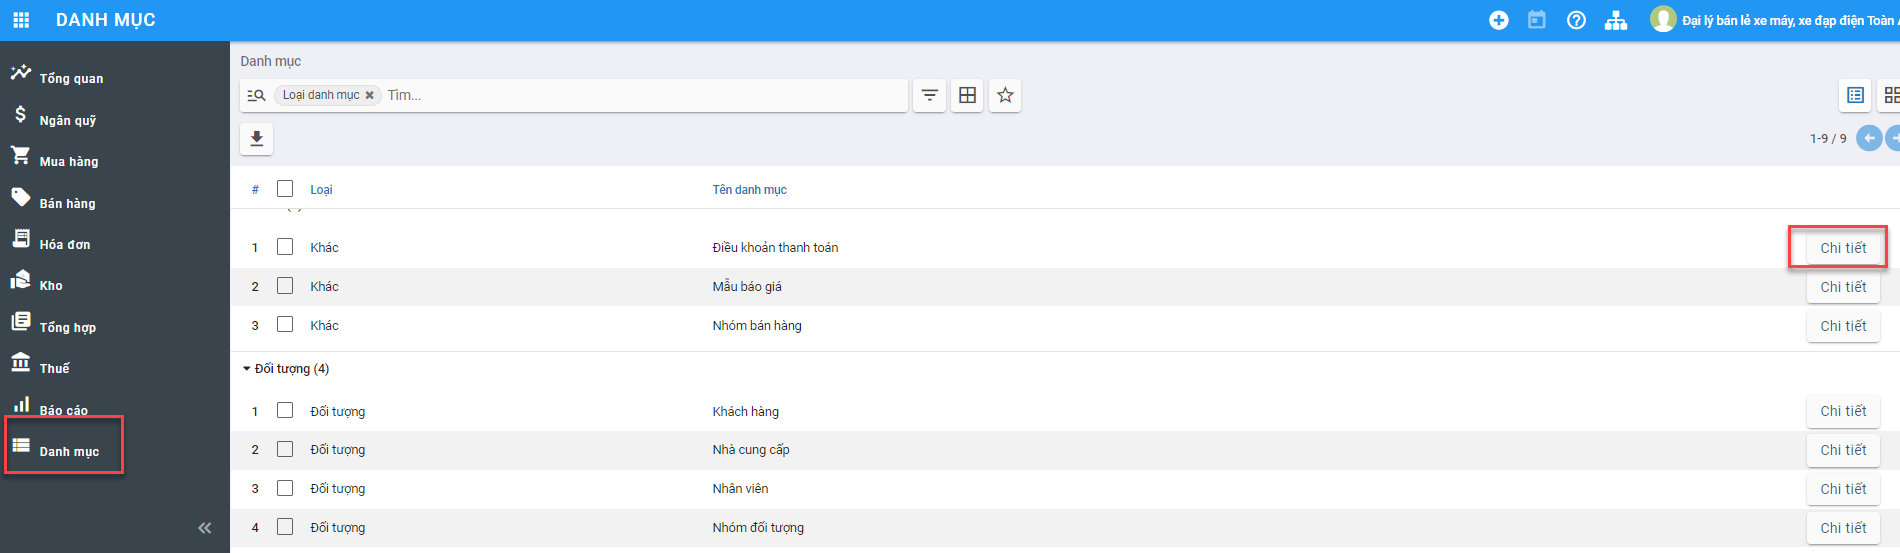 DANH MỤC
Đại lý bán lẻ xe máy, xe đạp điện Toàn
Tổng quan
Ngân quỹ
Mua hàng
Bán hàng
Hóa đơn
Kho
Tổng hợp
Thuế
Báo cáo
Danh mục
Danh mục
Loại danh mục Tìm...
1-9 / 9
# Loại Tên danh mục
1 Khác Điều khoản thanh toán Chi tiết
2 Khác Mẫu báo giá Chi tiết
3 Khác Nhóm bán hàng Chi tiết
Đối tượng (4)
1 Đối tượng Khách hàng Chi tiết
2 Đối tượng Nhà cung cấp Chi tiết
3 Đối tượng Nhân viên Chi tiết
4 Đối tượng Nhóm đối tượng Chi tiết